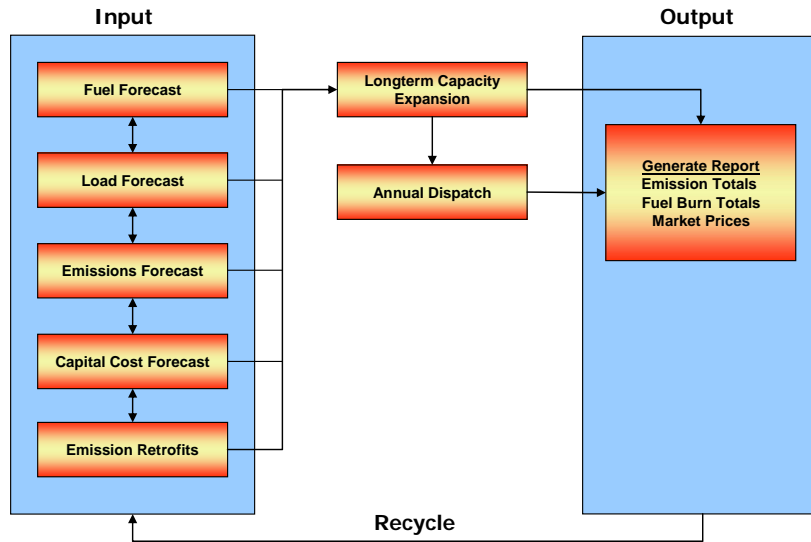 Input
Output
Fuel Forecast
Load Forecast
Emissions Forecast
Capital Cost Forecast
Emission Retrofits
Longterm Capacity
Expansion
Annual Dispatch
Generate Report
Emission Totals
Fuel Burn Totals
Market Prices
Recycle